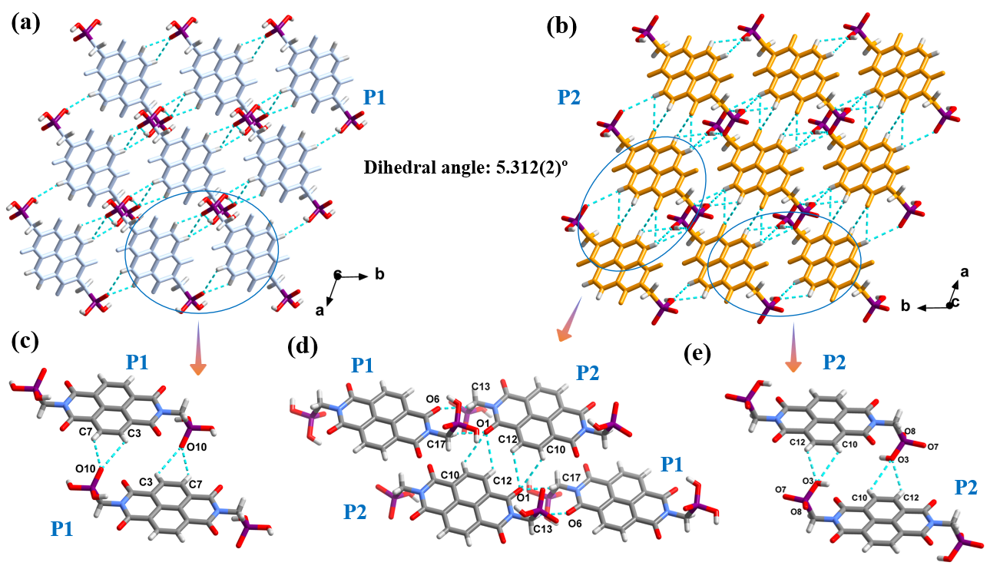 (a)
P1
c
b
a
(b)
P2
Dihedral angle: 5.312(2)º
a
b
c
(c)
P1
C7
C3
O10
O10
C3
C7
P1
(d)
P1
P2
O6
C13
O1
C17
C12
C10
C10
C12
O1
C17
C13
O6
P2
P1
(e)
P2
C12
C10
O8
O7
O3
O3
O7
O8
C10
C12
P2